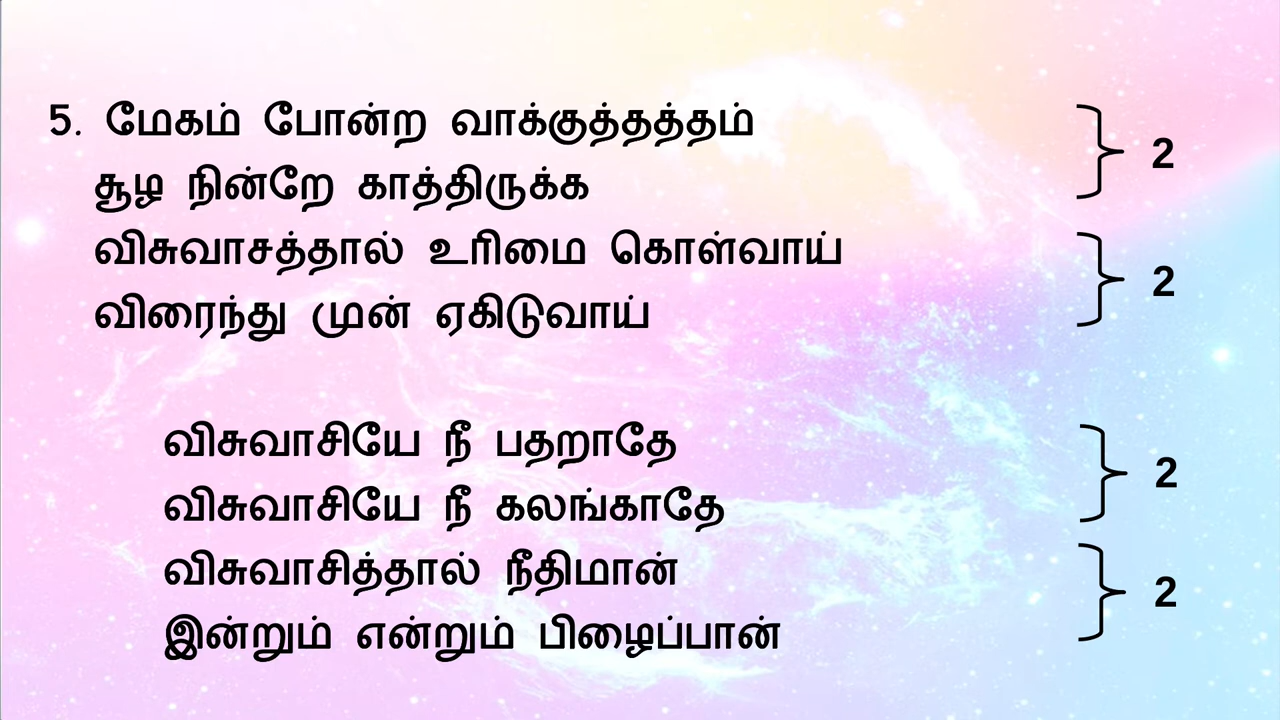 5. மேகம் போன்ற வாக்குத்தத்தம்
சூழ நின்றே காத்திருக்க
} 2
விசுவாசத்தால் உரிமை கொள்வாய்
விரைந்து முன் ஏகிடுவாய்
} 2
விசுவாசியே நீ பதறாதே
விசுவாசியே நீ கலங்காதே
} 2
விசுவாசித்தால் நீதிமான்
இன்றும் என்றும் பிழைப்பான்
} 2